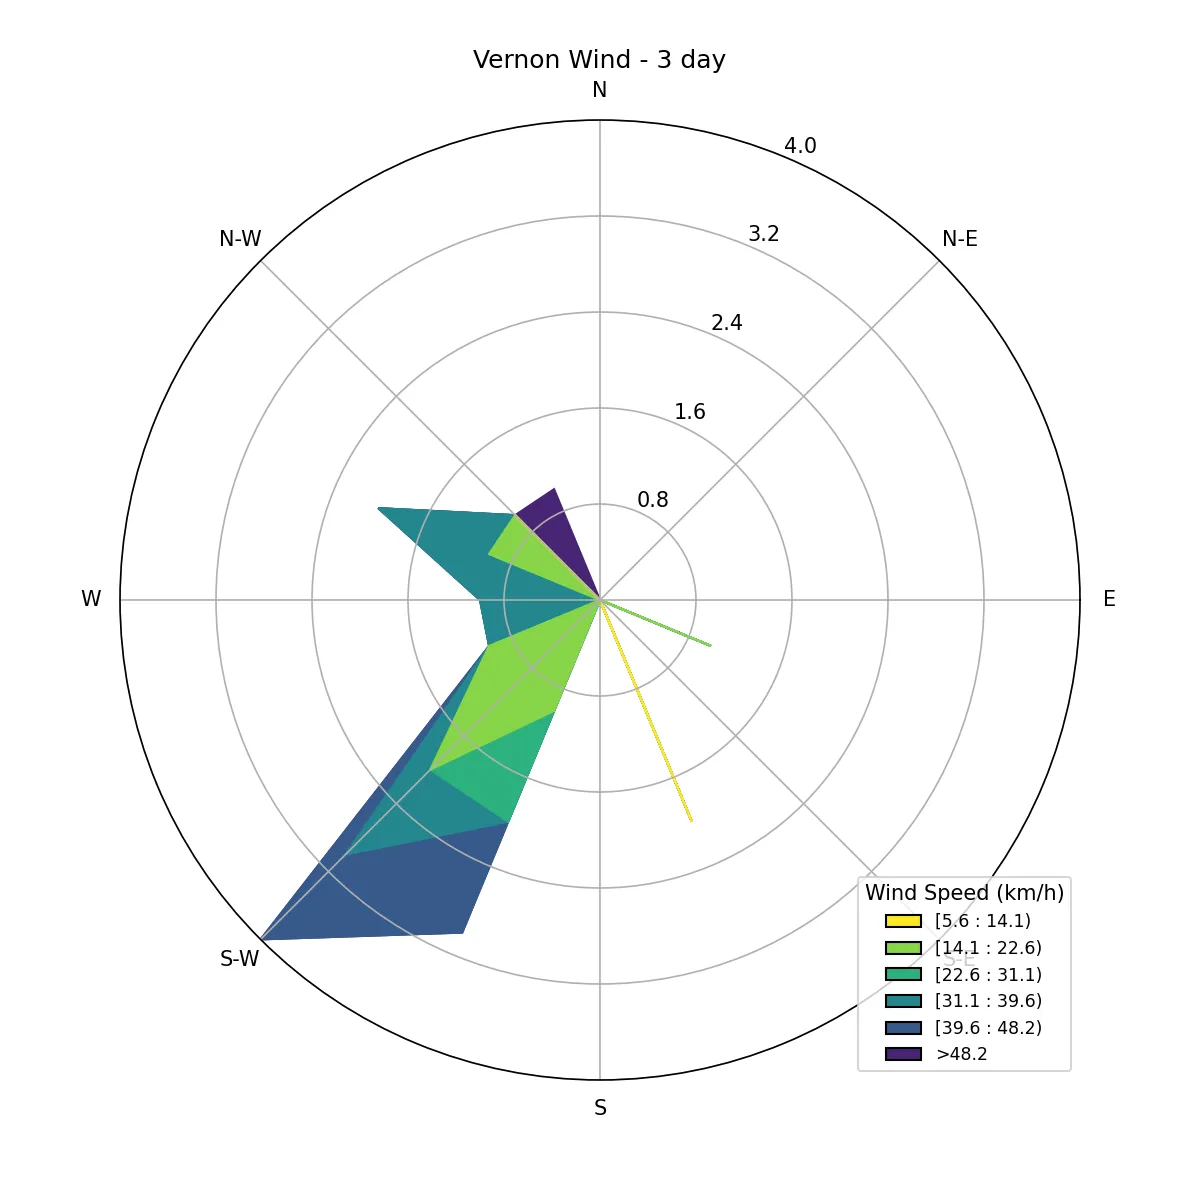 Vernon Wind - 3 day
N
4.0
N-W
3.2
N-E
2.4
1.6
0.8
W
E
S-W
S-E
S
Wind Speed (km/h)
[5.6 : 14.1)
[14.1 : 22.6)
[22.6 : 31.1)
[31.1 : 39.6)
[39.6 : 48.2)
>48.2